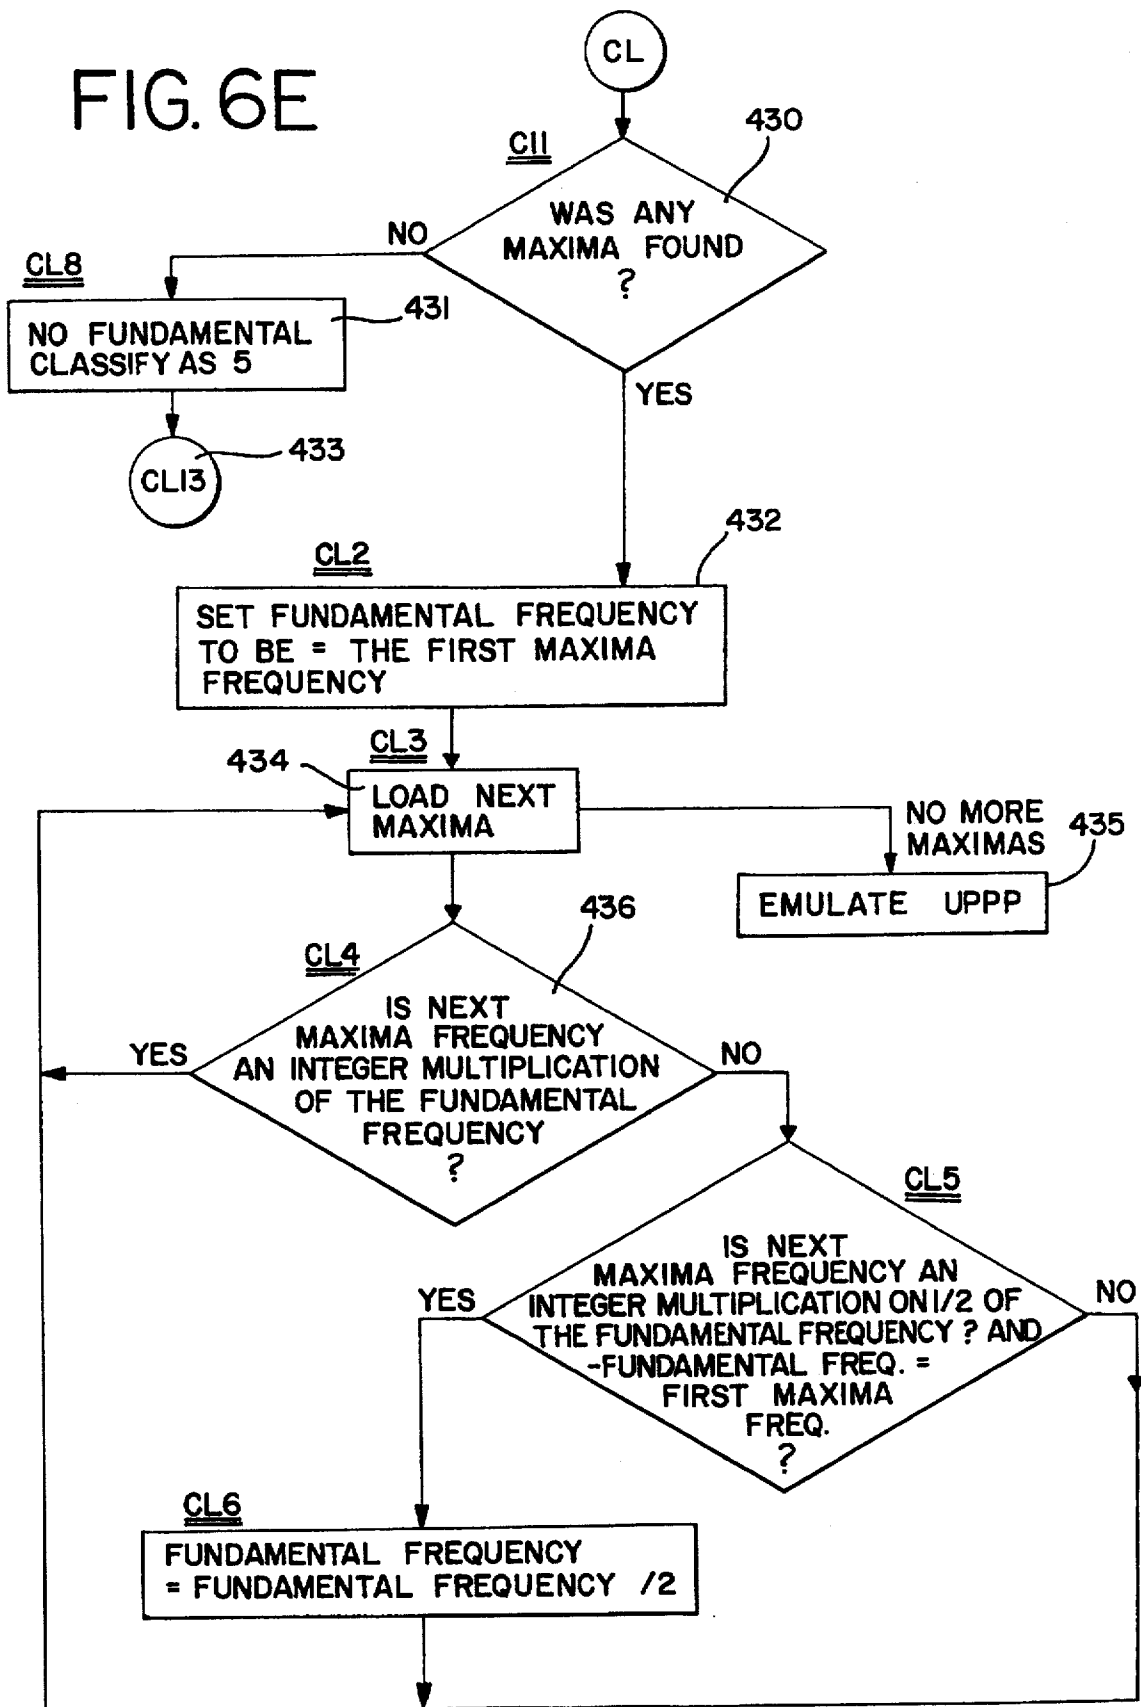 FIG. 6E
CL
C11
430
WAS ANY
MAXIMA FOUND
?
NO
YES
CL8
431
NO FUNDAMENTAL
CLASSIFY AS 5
433
CL13
432
CL2
SET FUNDAMENTAL FREQUENCY
TO BE = THE FIRST MAXIMA
FREQUENCY
CL3
434
LOAD NEXT
MAXIMA
NO MORE
MAXIMAS
435
EMULATE UPPP
436
CL4
IS NEXT
MAXIMA FREQUENCY
AN INTEGER MULTIPLICATION
OF THE FUNDAMENTAL
FREQUENCY
?
YES
NO
CL5
IS NEXT
MAXIMA FREQUENCY AN
INTEGER MULTIPLICATION ON 1/2 OF
THE FUNDAMENTAL FREQUENCY ? AND
-FUNDAMENTAL FREQ. =
FIRST MAXIMA
FREQ.
?
YES
NO
CL6
FUNDAMENTAL FREQUENCY
= FUNDAMENTAL FREQUENCY /2